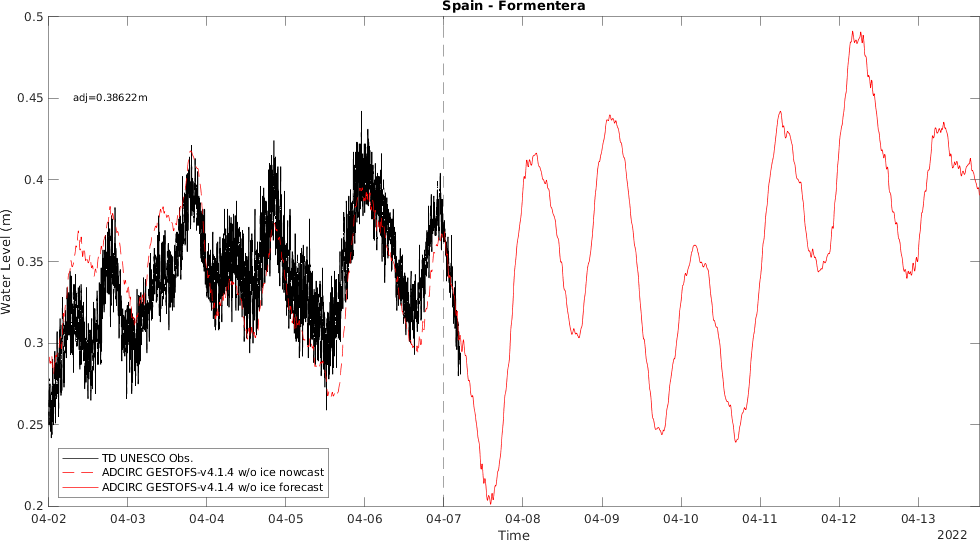 Spain - Formentera
0.5
0.45
0.4
0.35
0.3
0.25
0.2
Water Level (m)
adj=0.38622m
TD UNESCO Obs.
ADCIRC GESTOFS-v4.1.4 w/o ice nowcast
ADCIRC GESTOFS-v4.1.4 w/o ice forecast
04-02 04-03 04-04 04-05 04-06 04-07 04-08 04-09 04-10 04-11 04-12 04-13
Time
2022